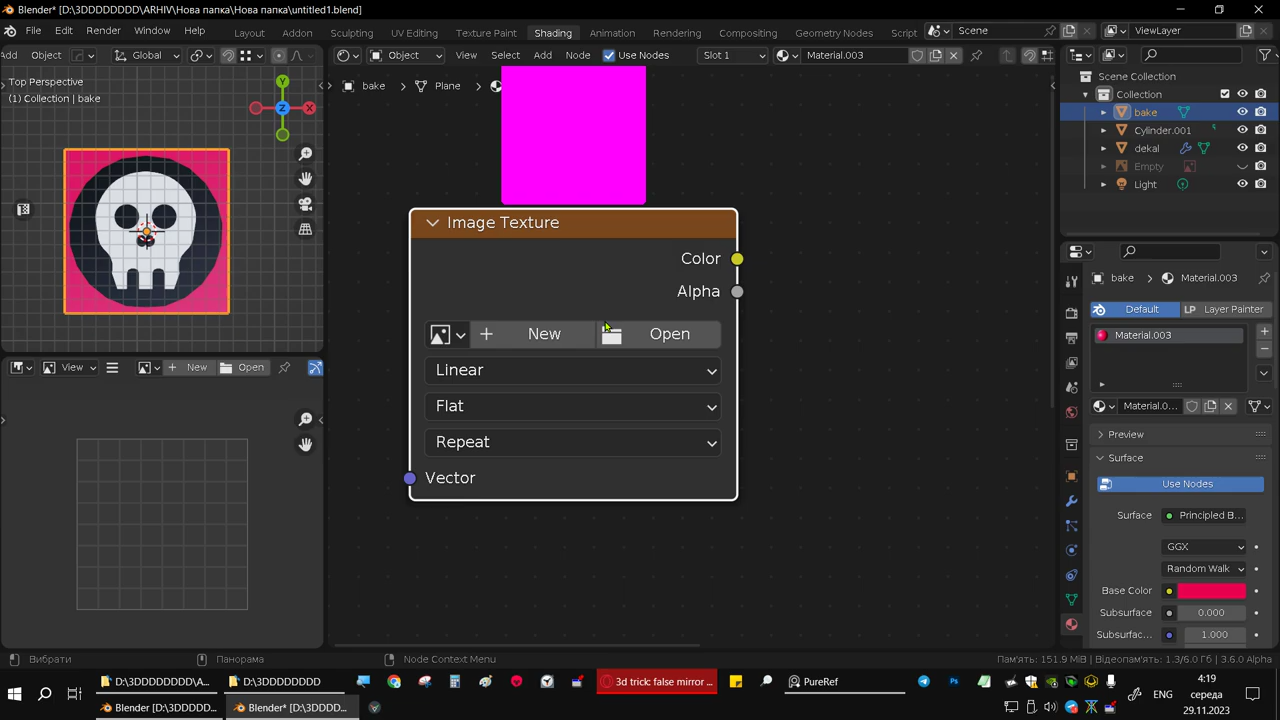 Blender* [D:\3DDDDDDDD\ARHIV\Нова папка\Нова папка\untitled1.blend]
File Edit Render Window Help Layout Modeling Sculpting UV Editing Texture Paint Shading Animation Rendering Compositing Geometry Nodes Script Scene ViewLayer
Add Object Global Object View Select Add Node Use Nodes Slot 1 Material.003
Top Perspective
(1) Collection | bake
Y
X
Z
bake > Plane >
Scene Collection
Collection
bake
Cylinder.001
dekal
Empty
Light
Image Texture
Color
Alpha
New Open
Linear
Flat
Repeat
Vector
View New Open
bake > Material.003
Default LP Layer Painter
Material.003
Material.0...
Preview
Surface
Use Nodes
Surface Principled B...
GGX
Random Walk
Base Color
Subsurface 0.000
Subsurfac... 1.000
Вибрати Панорама Node Context Menu Пам'ять: 151.9 MiB | Відеопам'ять: 1.3/6.0 Гб | 3.6.0 Alpha
D:\3DDDDDDDD\A... D:\3DDDDDDDD 3d trick: false mirror ... PureRef
Blender [D:\3DDDD... Blender* [D:\3DDDD...
ENG
4:19
середа
29.11.2023